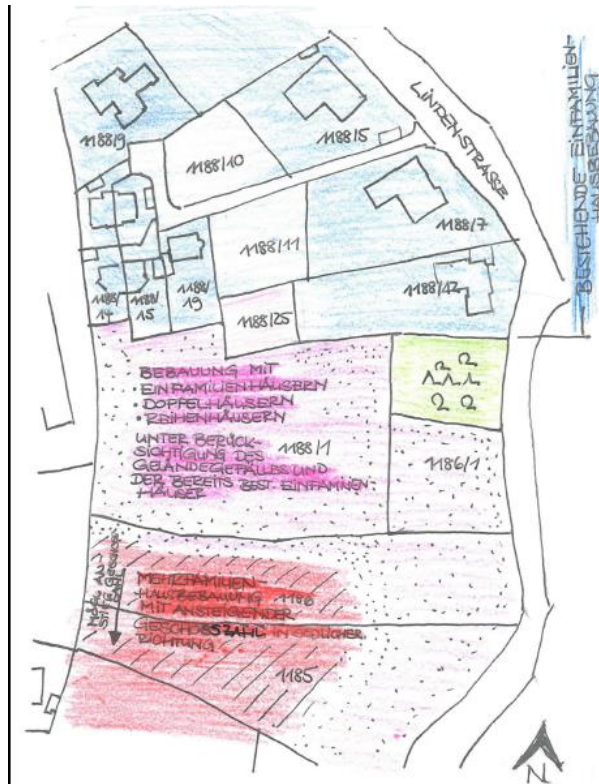 LINDEN-STRASSE
BESTEHENDE EINFAMILIEN-
HAUSBEBAUUNG
1188/9
1188/10
1188/5
1188/7
1188/11
1188/12
1188/
14
1188/
15
1188/
19
1188/25
BEBAUUNG MIT
• EINFAMILIENHÄUSERN
• DOPPELHÄUSERN
• REIHENHÄUSERN
UNTER BERÜCK-
SICHTIGUNG DES
GELÄNDEGEFÄLLES UND
DER BEREITS BEST. EINFAMILIEN-
HÄUSER
1188/1
1186/1
MEHRFAMILIEN-
HAUSBEBAUUNG
MIT ANSTEIGENDER
GESCHOSSZAHL IN SÜDLICHER
RICHTUNG
1186
1185
N